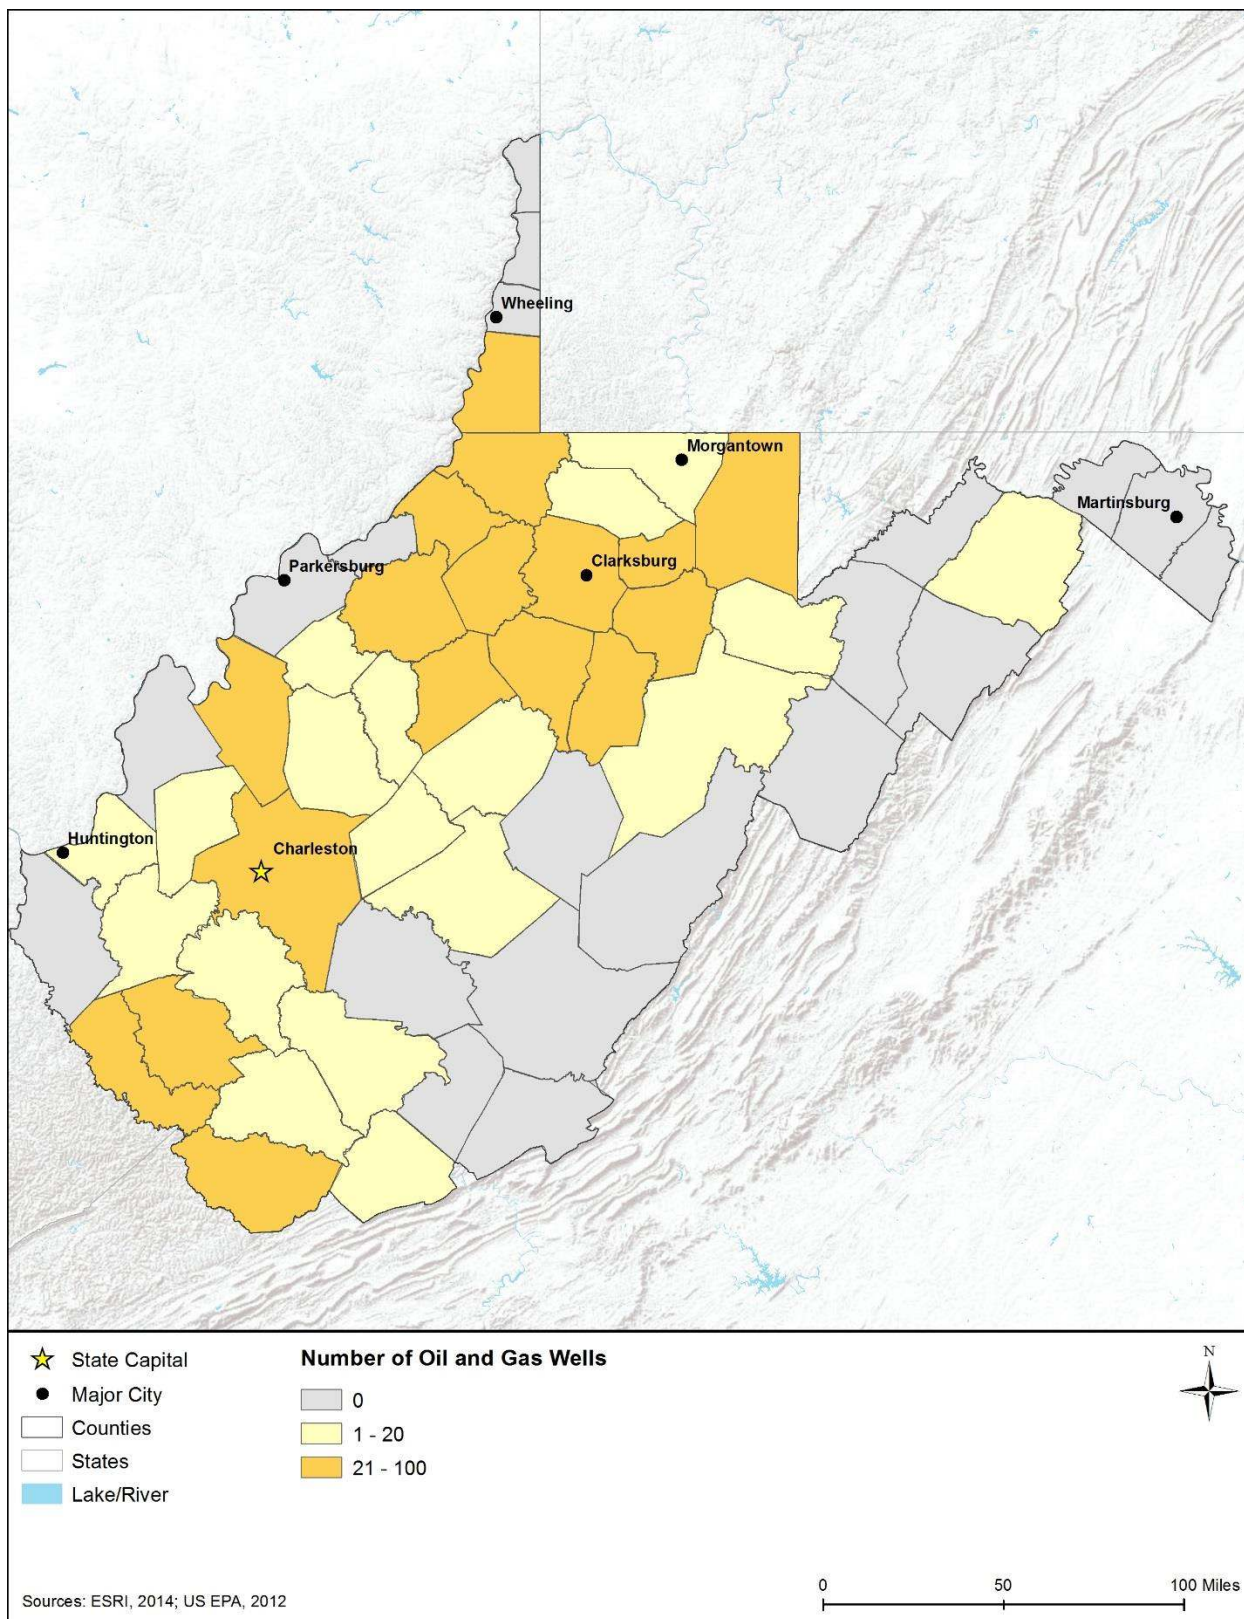 Wheeling
Morgantown
Martinsburg
Clarksburg
Parkersburg
Huntington
Charleston
State Capital
Major City
Counties
States
Lake/River
Number of Oil and Gas Wells
0
1 - 20
21 - 100
N
Sources: ESRI, 2014; US EPA, 2012
0 50 100 Miles